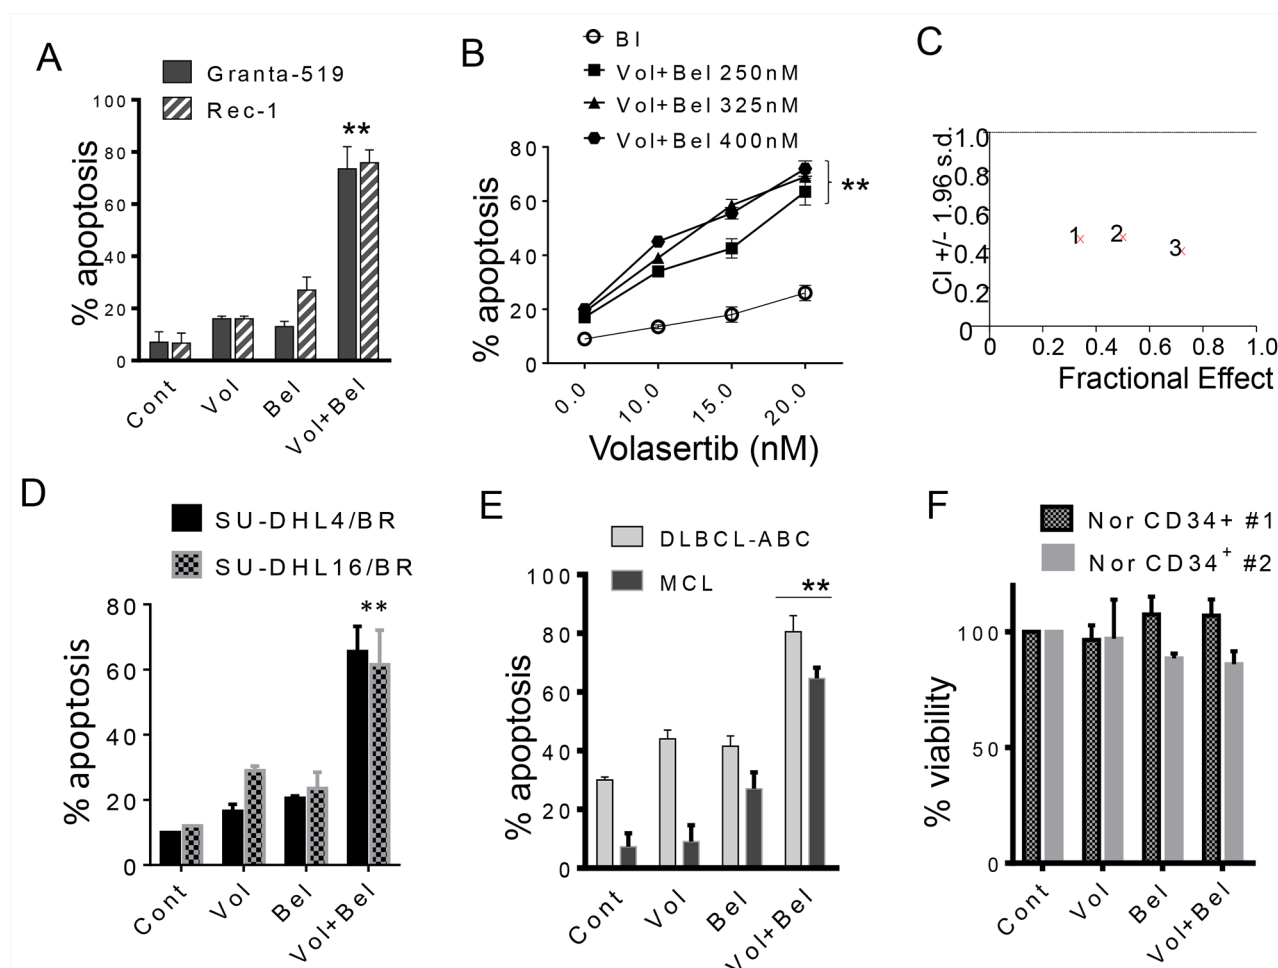 A
Granta-519
Rec-1
100
80
60
40
20
0
% apoptosis
**
Cont
Vol
Bel
Vol+Bel
B
BI
Vol+Bel 250nM
Vol+Bel 325nM
Vol+Bel 400nM
80
60
40
20
0
% apoptosis
**
0.0
10.0
15.0
20.0
Volasertib (nM)
C
1.0
0.8
0.6
0.4
0.2
0
CI +/- 1.96 s.d.
1
2
3
0 0.2 0.4 0.6 0.8 1.0
Fractional Effect
D
SU-DHL4/BR
SU-DHL16/BR
80
60
40
20
0
% apoptosis
**
Cont
Vol
Bel
Vol+Bel
E
DLBCL-ABC
MCL
100
80
60
40
20
0
% apoptosis
**
Cont
Vol
Bel
Vol+Bel
F
Nor CD34+ #1
Nor CD34+ #2
100
50
0
% viability
Cont
Vol
Bel
Vol+Bel